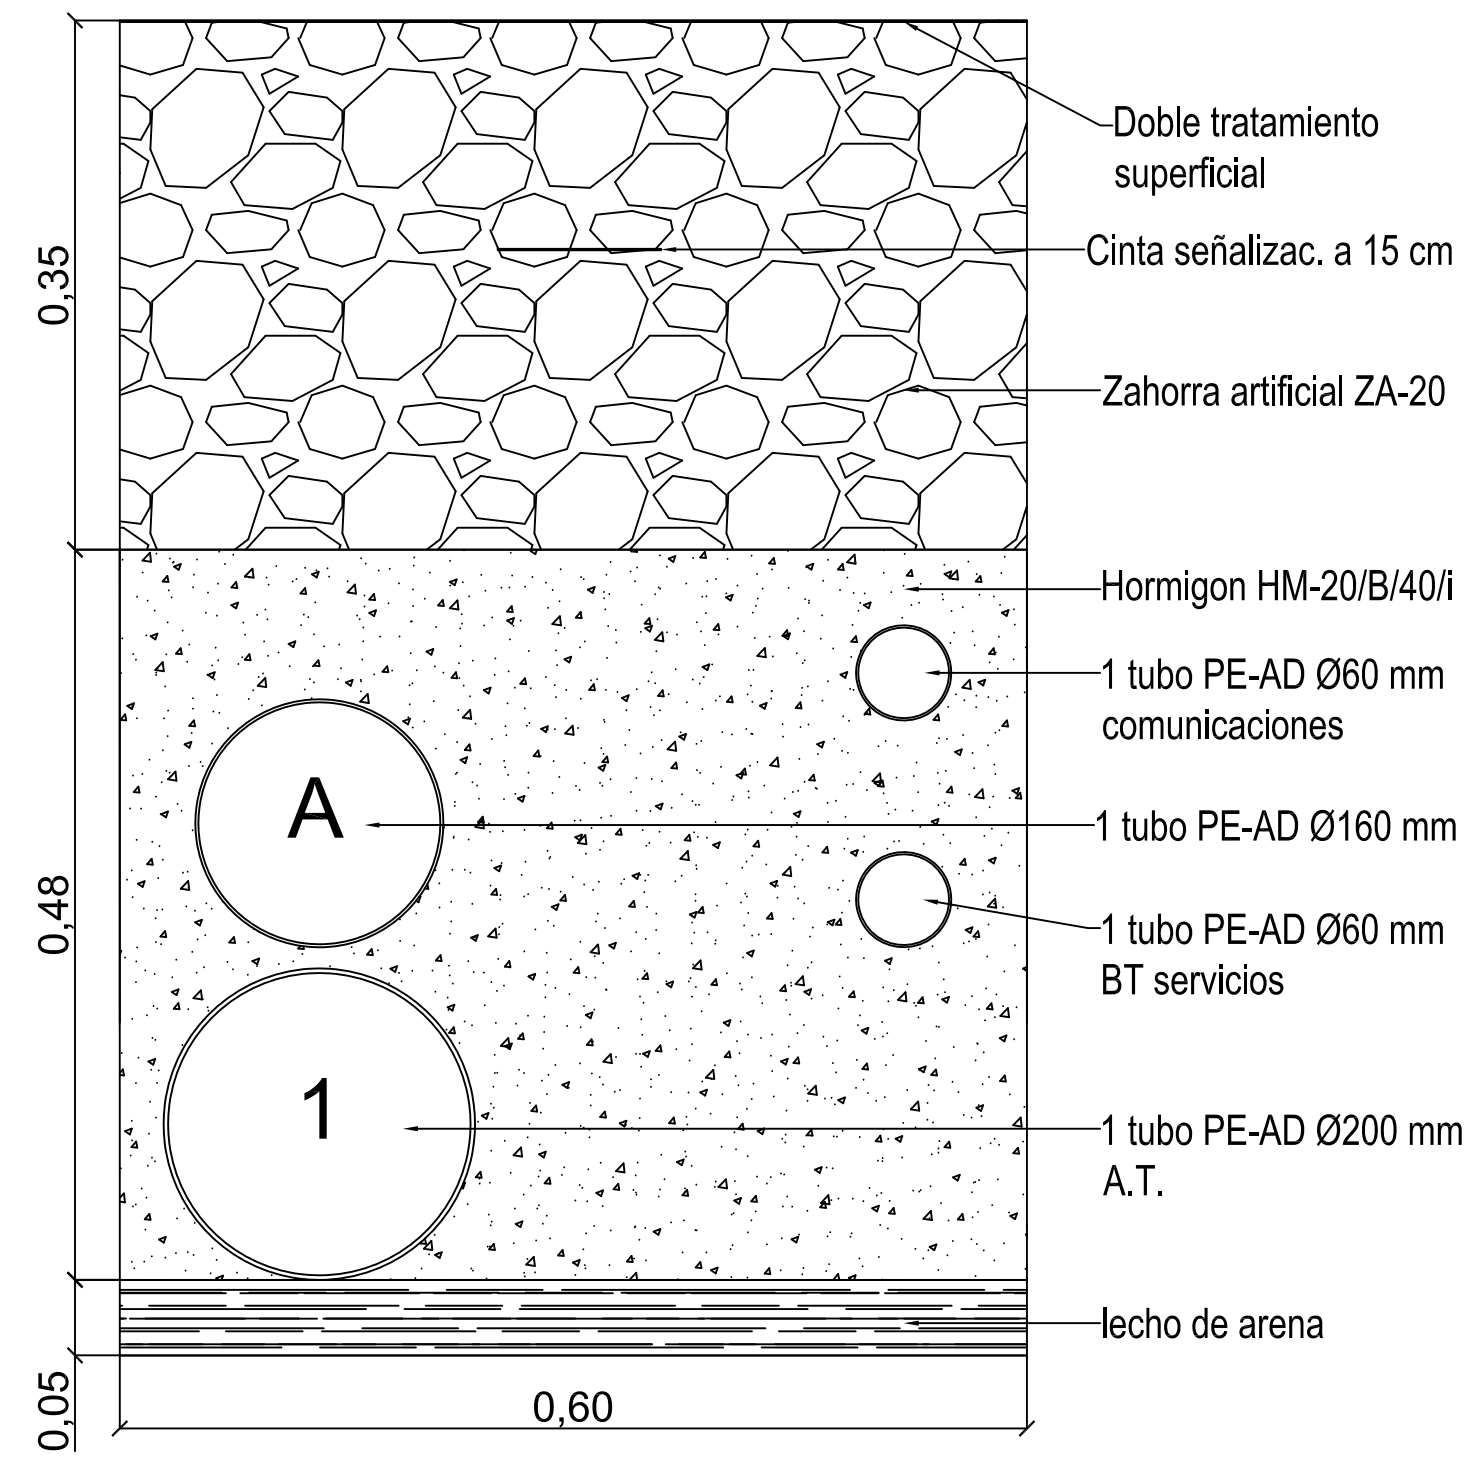 Doble tratamiento
superficial
Cinta señalizac. a 15 cm
0,35
Zahorra artificial ZA-20
Hormigon HM-20/B/40/i
1 tubo PE-AD Ø60 mm
comunicaciones
A
1 tubo PE-AD Ø160 mm
0,48
1 tubo PE-AD Ø60 mm
BT servicios
1
1 tubo PE-AD Ø200 mm
A.T.
lecho de arena
0,05
0,60